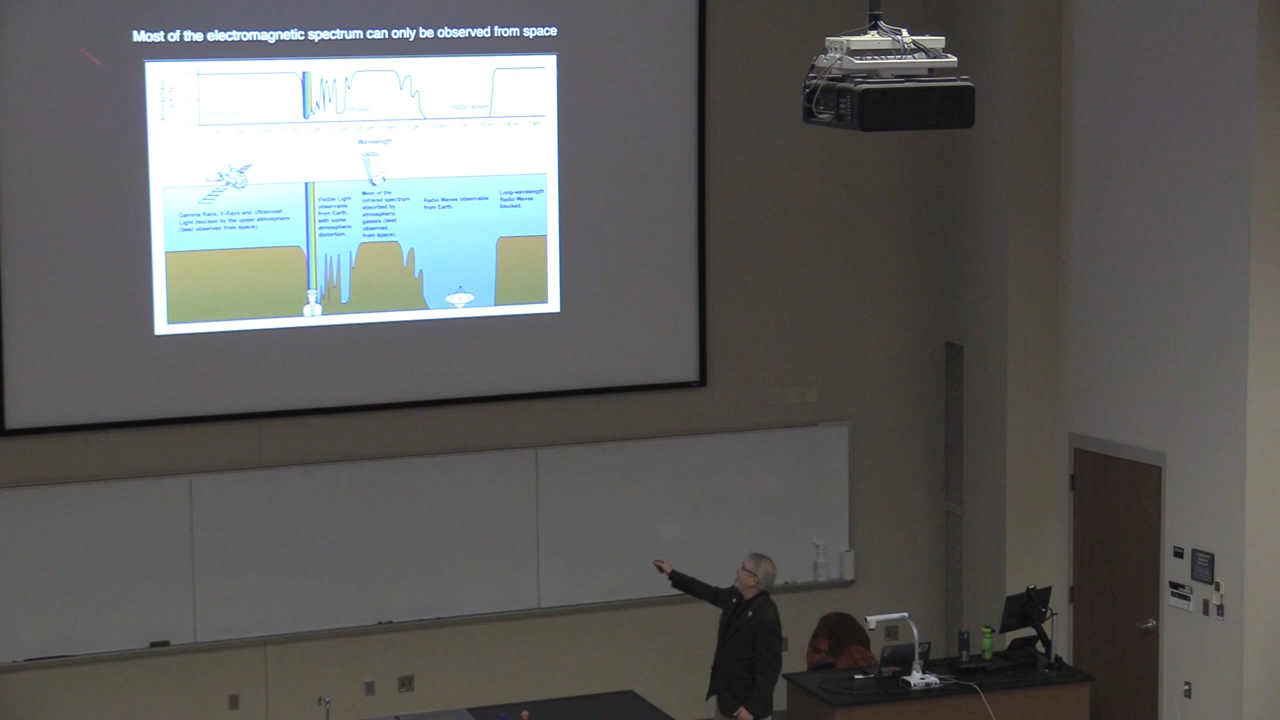 Most of the electromagnetic spectrum can only be observed from space
Radio waves
Wavelength
Gamma Rays, X-Rays and Ultraviolet
Light blocked by the upper atmosphere
(best observed from space).
Visible Light
observable
from Earth,
with some
atmospheric
distortion.
Most of the
infrared spectrum
absorbed by
atmospheric
gasses (best
observed
from space).
Radio Waves observable
from Earth.
Long-wavelength
Radio Waves
blocked.